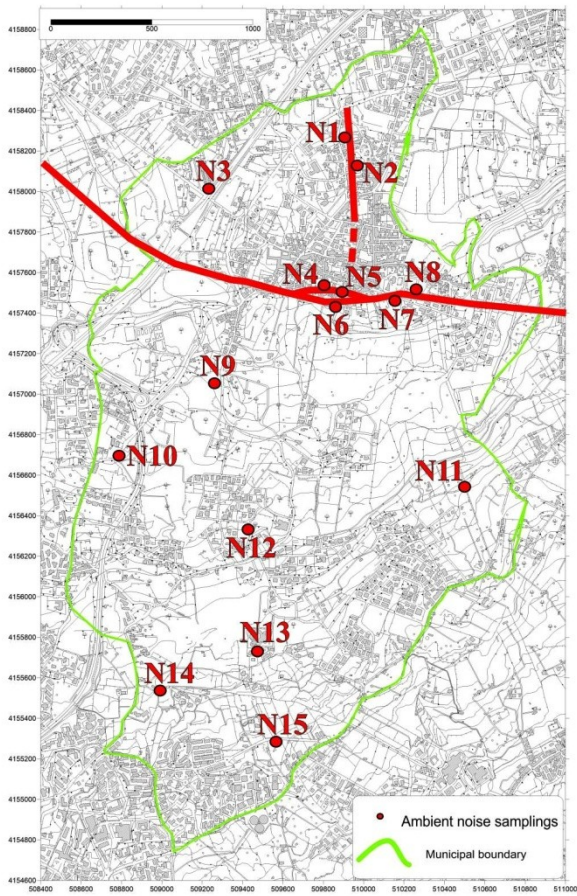 0 500 1000
4158800
4158600
4158400
4158200
4158000
4157800
4157600
4157400
4157200
4157000
4156800
4156600
4156400
4156200
4156000
4155800
4155600
4155400
4155200
4155000
4154800
4154600
N1
N2
N3
N4
N5
N8
N6
N7
N9
N10
N11
N12
N13
N14
N15
Ambient noise samplings
Municipal boundary
508400 508600 508800 509000 509200 509400 509600 509800 510000 510200 510400 510600 510800 511000